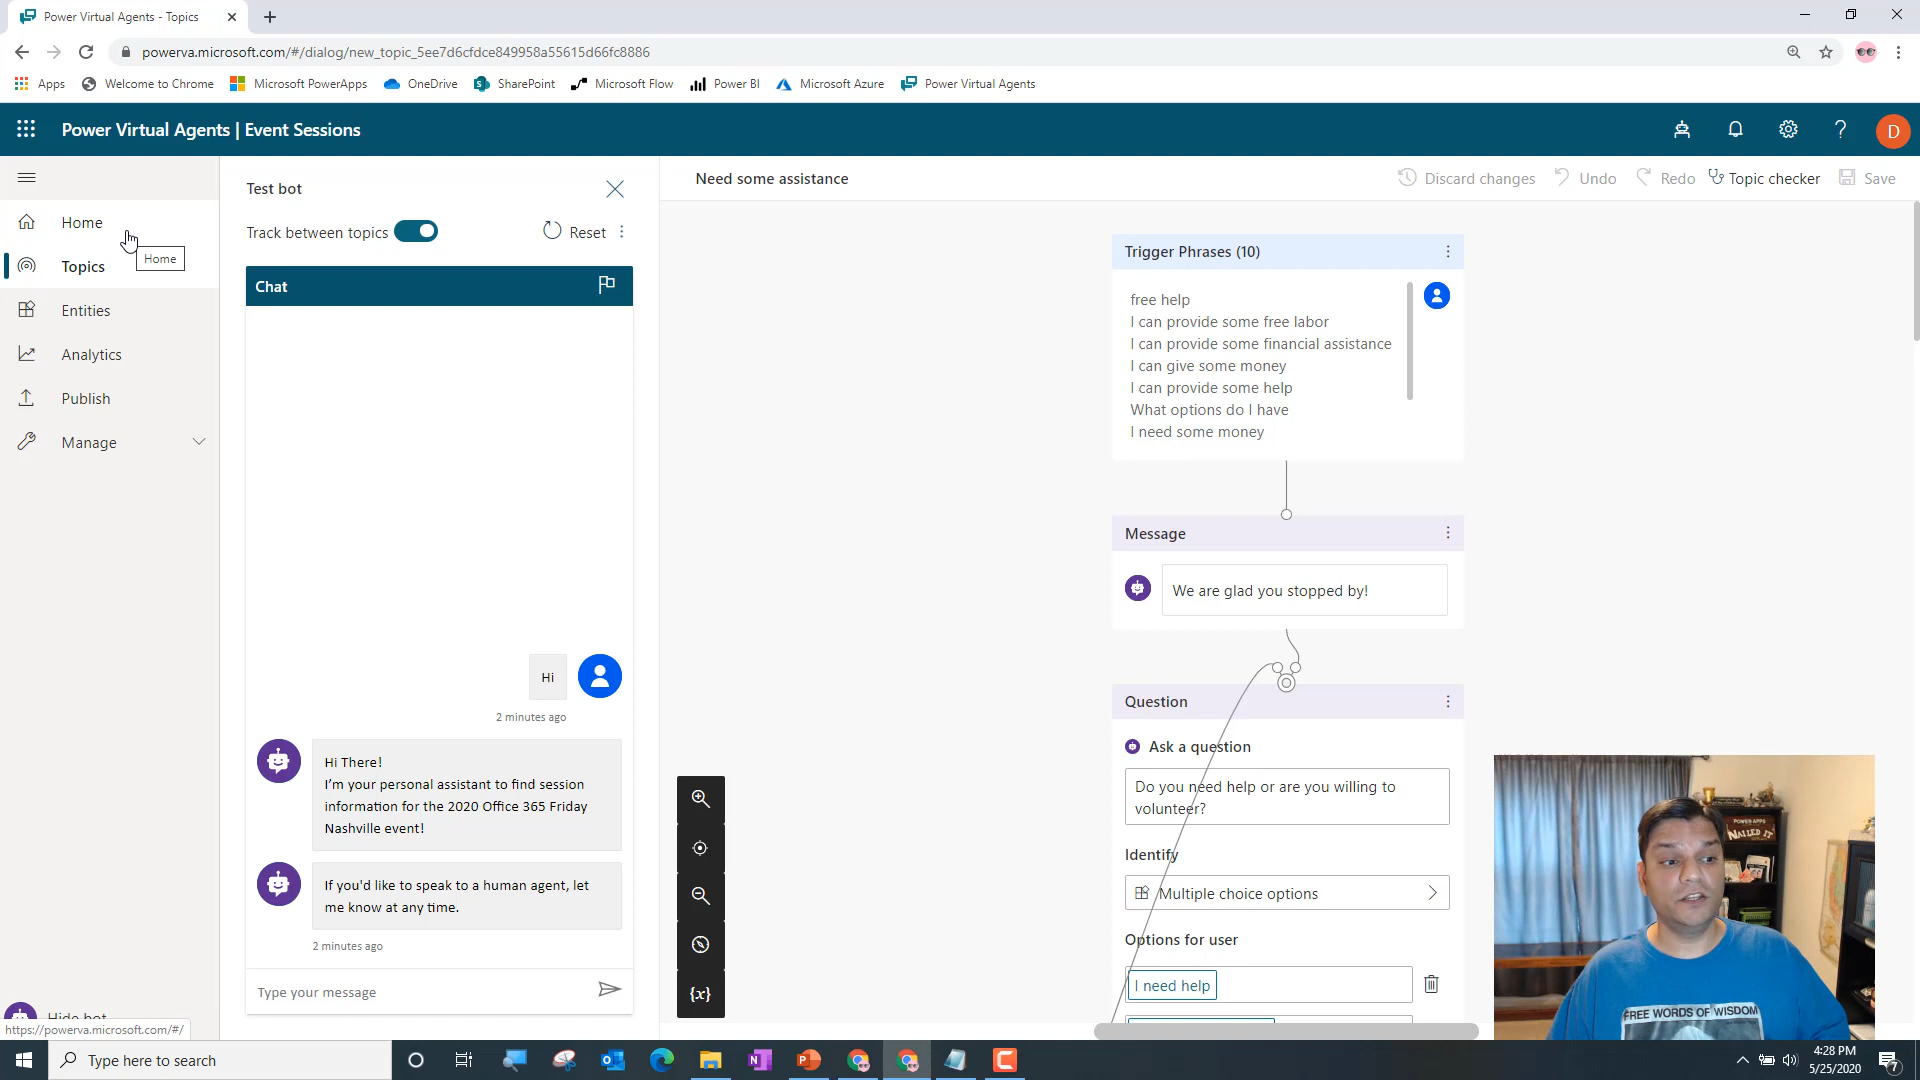 Power Virtual Agents - Topics
powerva.microsoft.com/#/dialog/new_topic_5ee7d6cfdce849958a55615d66fc8886
Apps
Welcome to Chrome
Microsoft PowerApps
OneDrive
SharePoint
Microsoft Flow
Power BI
Microsoft Azure
Power Virtual Agents
Power Virtual Agents | Event Sessions
D
Home
Home
Topics
Entities
Analytics
Publish
Manage
Hide bot
https://powerva.microsoft.com/#/
Test bot
Track between topics
Reset
Chat
Hi
2 minutes ago
Hi There!
I'm your personal assistant to find session
information for the 2020 Office 365 Friday
Nashville event!
If you'd like to speak to a human agent, let
me know at any time.
2 minutes ago
Type your message
Need some assistance
Discard changes
Undo
Redo
Topic checker
Save
Trigger Phrases (10)
free help
I can provide some free labor
I can provide some financial assistance
I can give some money
I can provide some help
What options do I have
I need some money
Message
We are glad you stopped by!
Question
Ask a question
Do you need help or are you willing to
volunteer?
Identify
Multiple choice options
Options for user
I need help
{x}
POWER APPS
NAILED IT
FREE WORDS OF WISDOM
Type here to search
4:28 PM
5/25/2020
7